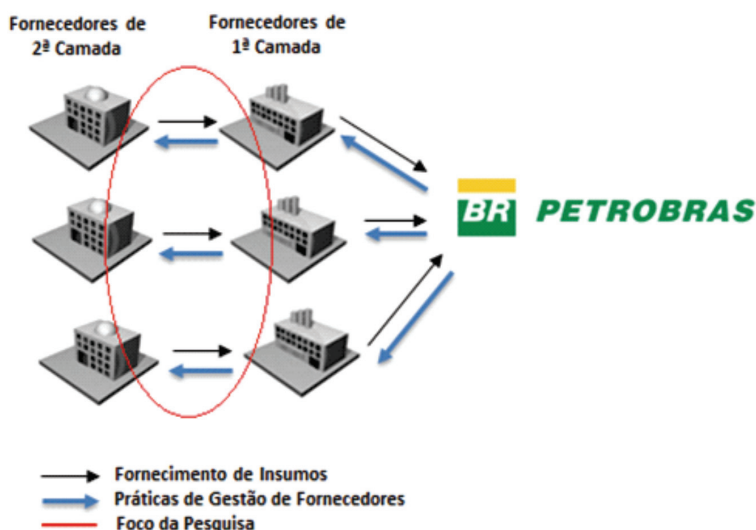 Fornecedores de
2ª Camada
Fornecedores de
1ª Camada
BR PETROBRAS
Fornecimento de Insumos
Práticas de Gestão de Fornecedores
Foco da Pesquisa